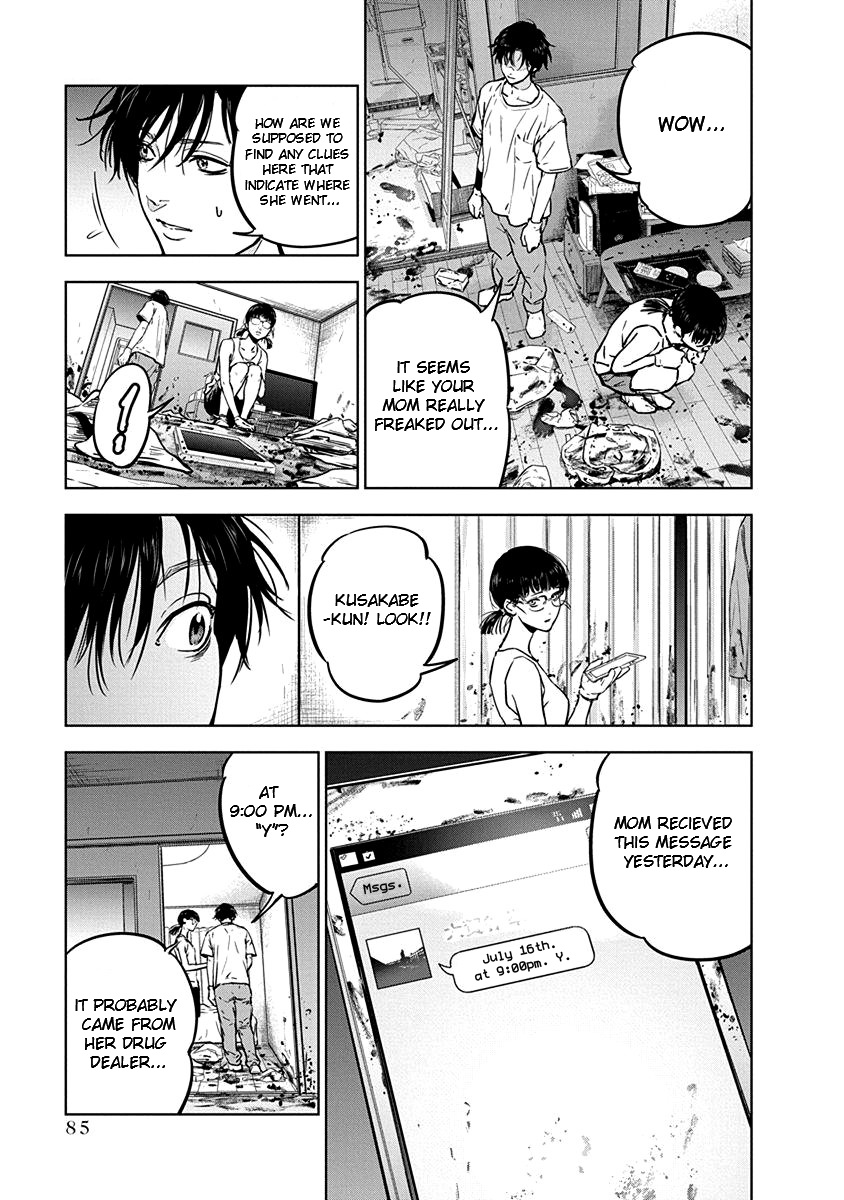 WOW...
IT SEEMS
LIKE YOUR
MOM REALLY
FREAKED OUT...
HOW ARE WE
SUPPOSED TO
FIND ANY CLUES
HERE THAT
INDICATE WHERE
SHE WENT...
!
KUSAKABE
-KUN! LOOK!!
MOM RECIEVED
THIS MESSAGE
YESTERDAY...
Msgs.
July 16th.
at 9:00pm. Y.
AT
9:00 PM...
"Y"?
IT PROBABLY
CAME FROM
HER DRUG
DEALER...
85